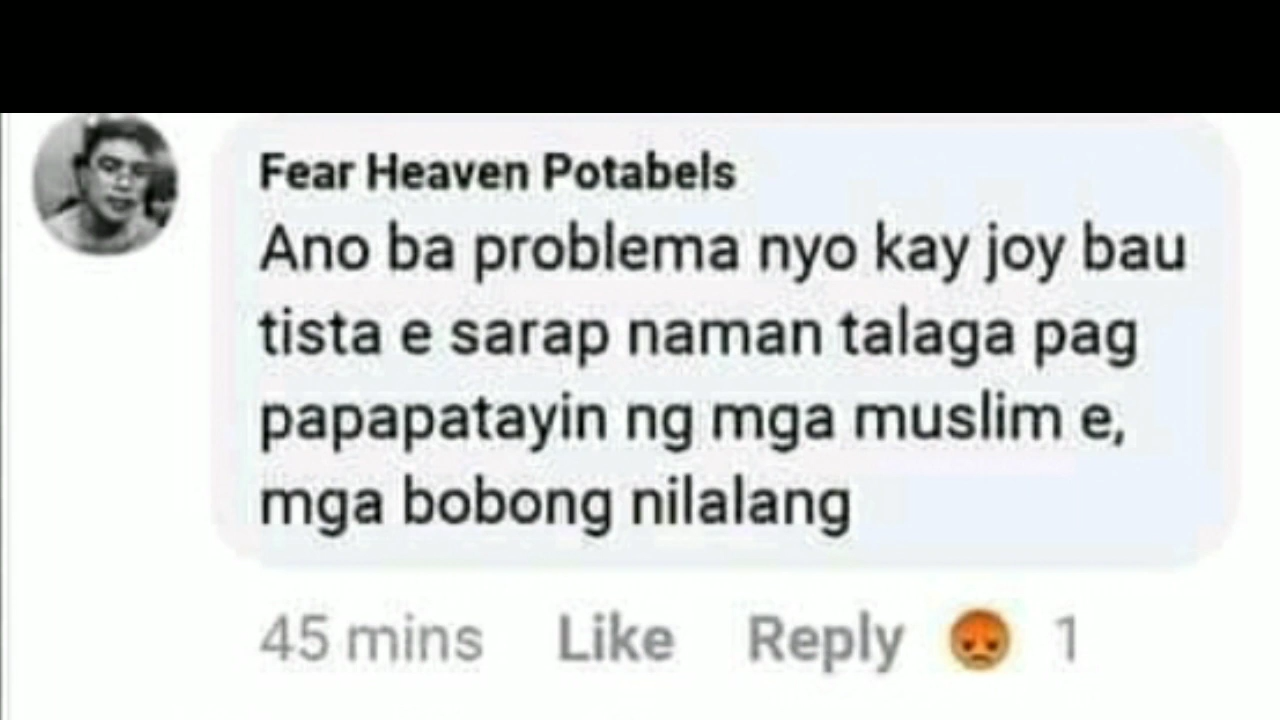 Fear Heaven Potabels
Ano ba problema nyo kay joy bau
tista e sarap naman talaga pag
papapatayin ng mga muslim e,
mga bobong nilalang
45 mins Like Reply 1